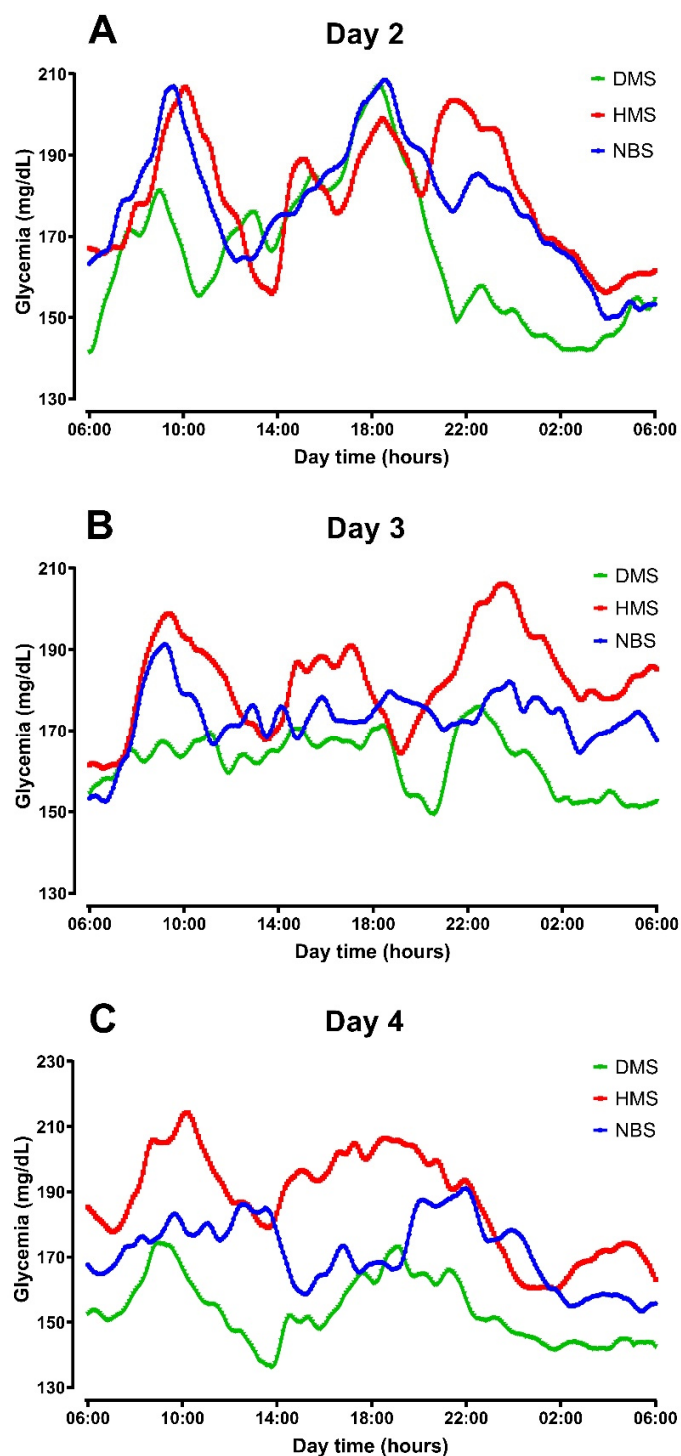 A
Day 2
210
190
170
150
130
Glycemia (mg/dL)
DMS
HMS
NBS
06:00 10:00 14:00 18:00 22:00 02:00 06:00
Day time (hours)
B
Day 3
210
190
170
150
130
Glycemia (mg/dL)
DMS
HMS
NBS
06:00 10:00 14:00 18:00 22:00 02:00 06:00
Day time (hours)
C
Day 4
230
210
190
170
150
130
Glycemia (mg/dL)
DMS
HMS
NBS
06:00 10:00 14:00 18:00 22:00 02:00 06:00
Day time (hours)